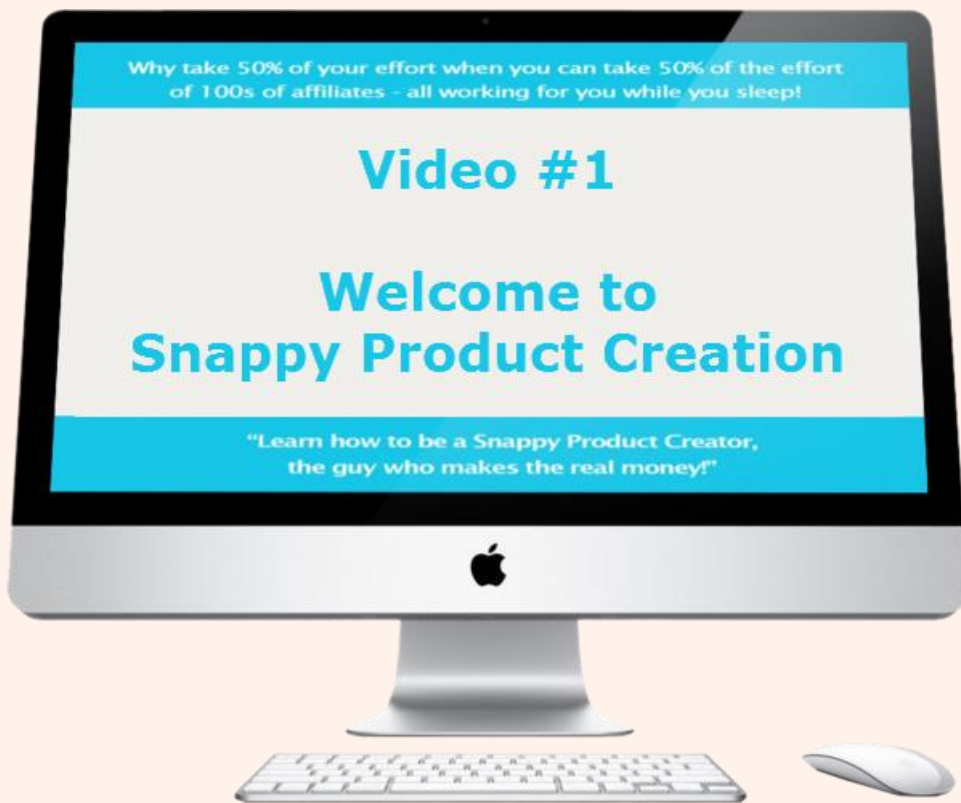 Why take 50% of your effort when you can take 50% of the effort
of 100s of affiliates - all working for you while you sleep!
Video #1
Welcome to
Snappy Product Creation
“Learn how to be a Snappy Product Creator,
the guy who makes the real money!”